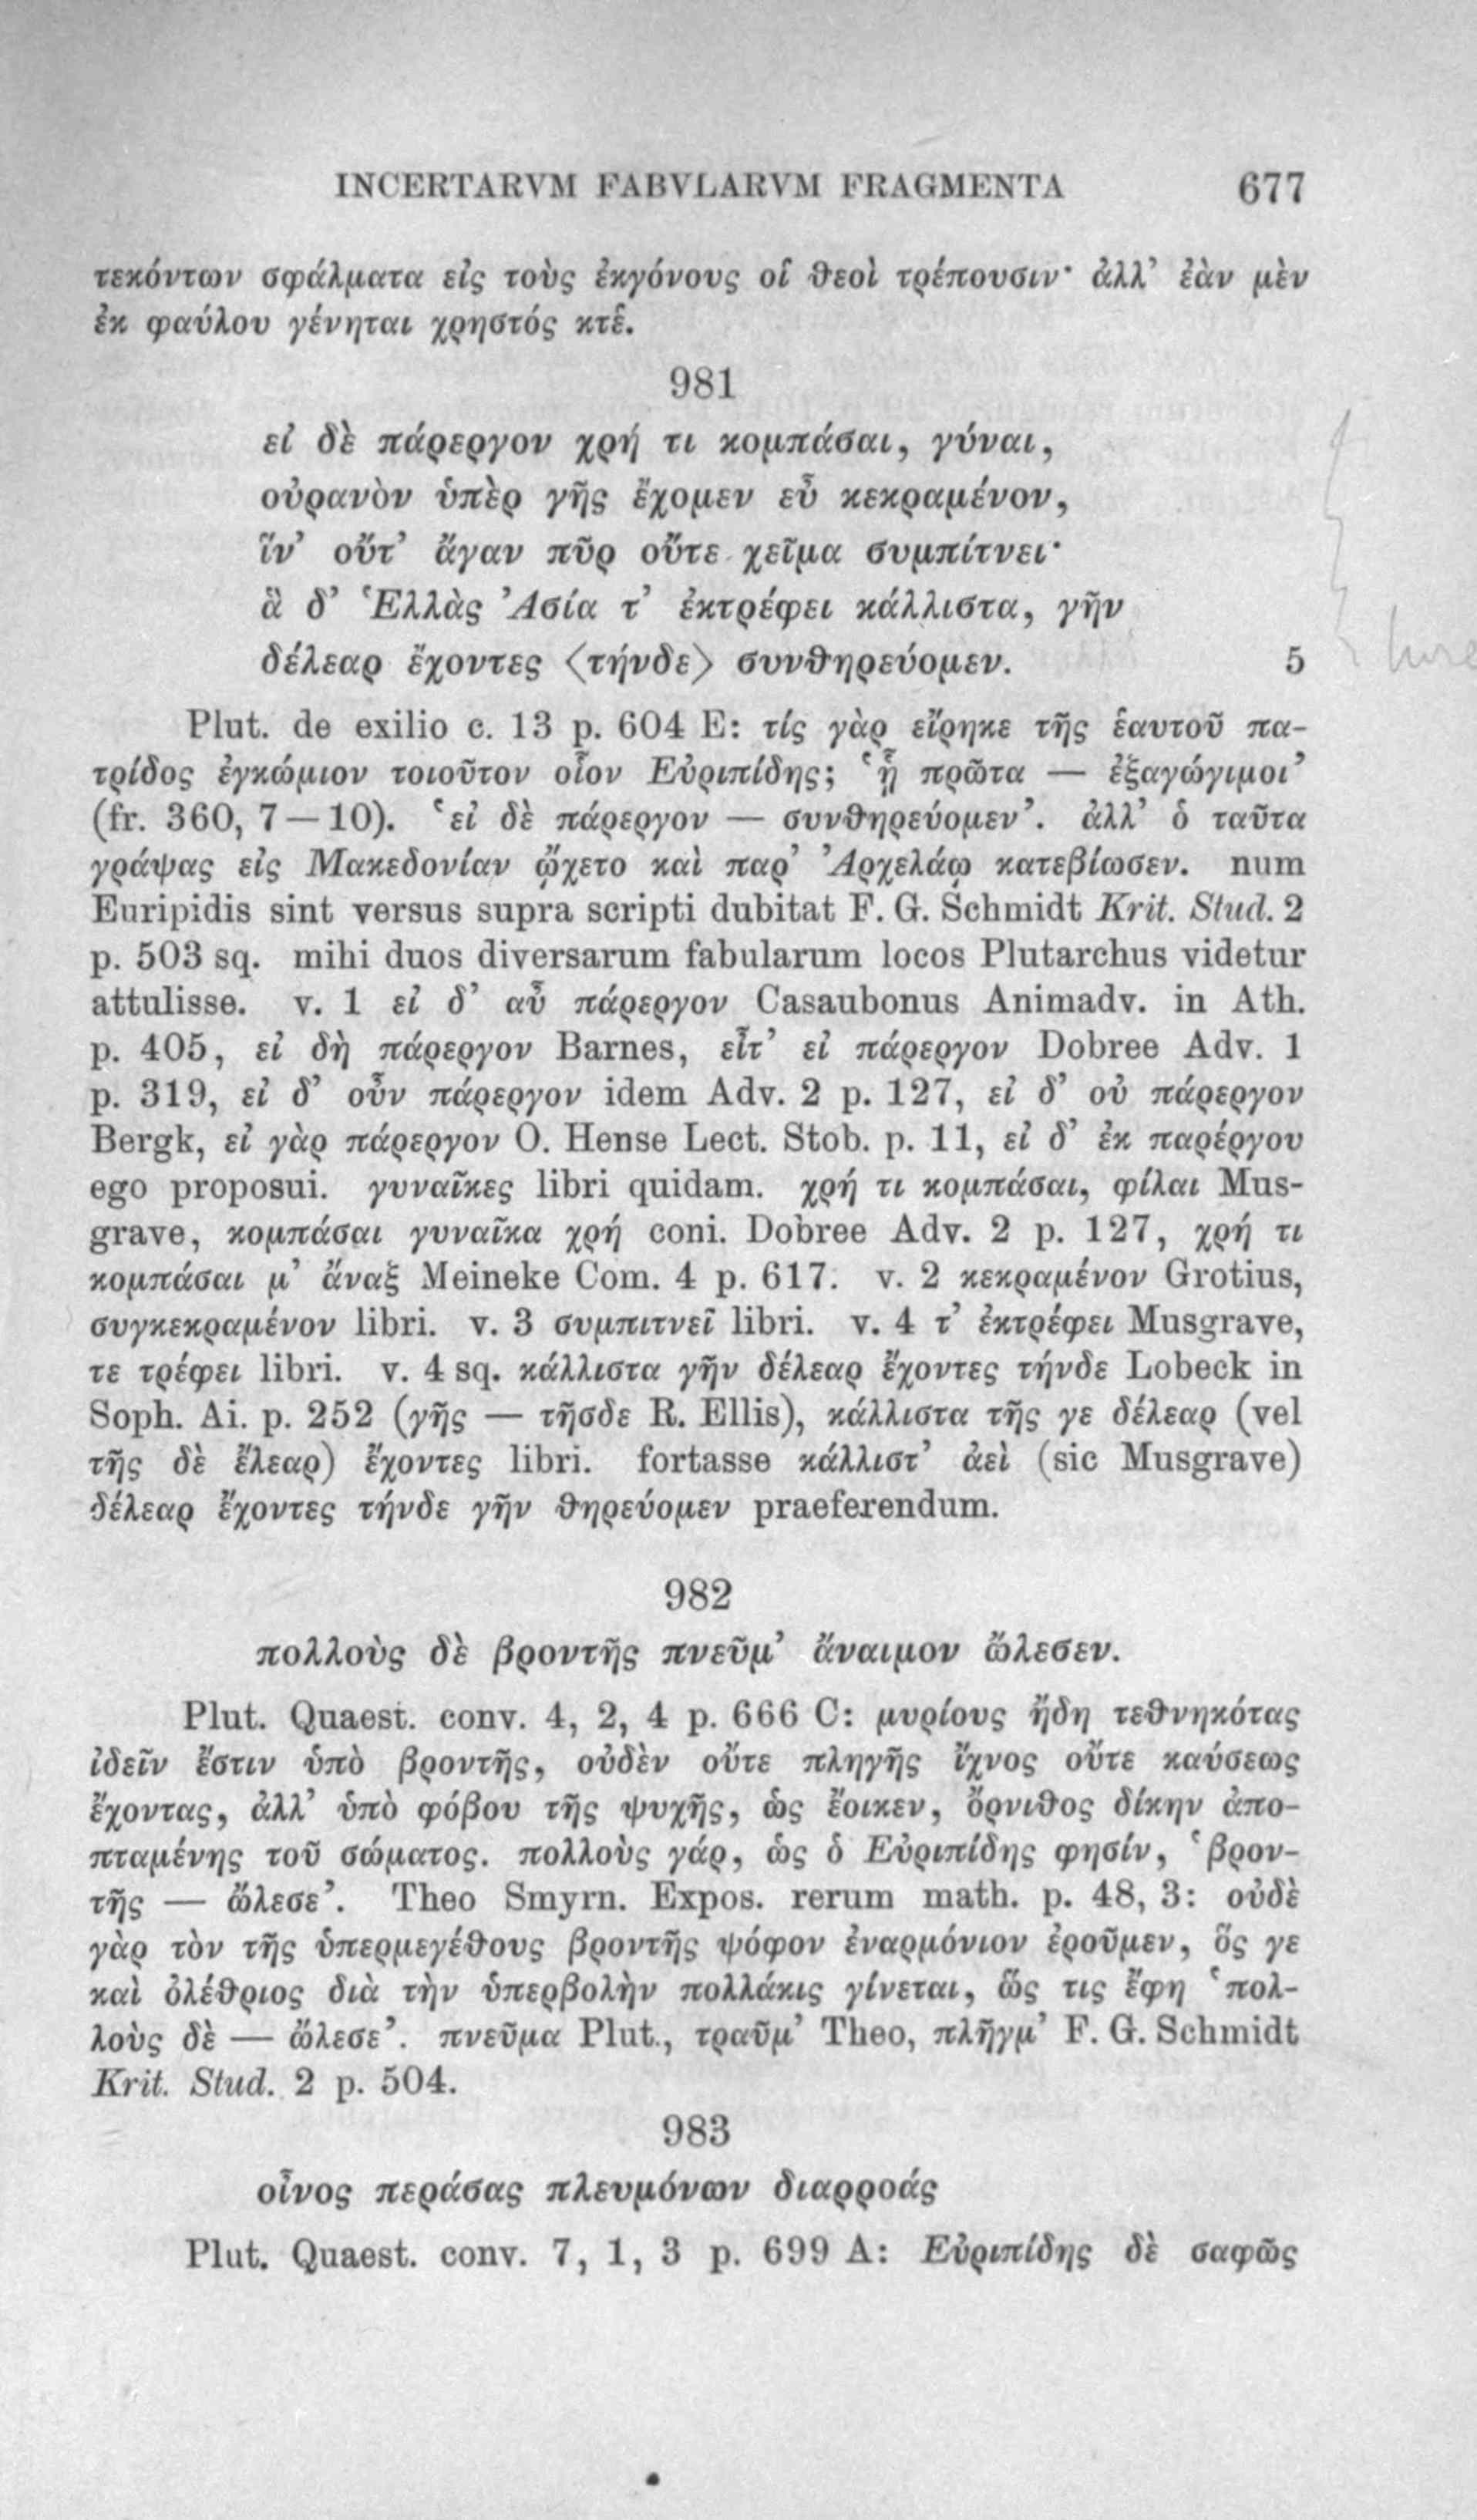 INCERTARVM FABVLARVM FRAGMENTA 677
τεκόντων σφάλματα εἰς τοὺς ἐκγόνους οἱ θεοὶ τρέπουσιν· ἀλλ’ ἐὰν μὲν
ἐκ φαύλου γένηται χρηστός κτἑ.
981
εἰ δὲ πάρεργον χρή τι κομπάσαι, γύναι,
οὐρανὸν ὑπὲρ γῆς ἔχομεν εὖ κεκραμένον,
ἵν’ οὔτ’ ἄγαν πῦρ οὔτε χεῖμα συμπίτνει·
ἃ δ’ Ἑλλὰς Ἀσία τ’ ἐκτρέφει κάλλιστα, γῆν
δέλεαρ ἔχοντες ⟨τήνδε⟩ συνθηρεύομεν. 5
Plut. de exilio c. 13 p. 604 E: τίς γὰρ εἴρηκε τῆς ἑαυτοῦ πα-
τρίδος ἐγκώμιον τοιοῦτον οἷον Εὐριπίδης; ‘ᾗ πρῶτα — ἐξαγώγιμοι’
(fr. 360, 7—10). ‘εἰ δὲ πάρεργον — συνθηρεύομεν’. ἀλλ’ ὁ ταῦτα
γράψας εἰς Μακεδονίαν ᾤχετο καὶ παρ’ Ἀρχελάῳ κατεβίωσεν. num
Euripidis sint versus supra scripti dubitat F. G. Schmidt Krit. Stud. 2
p. 503 sq. mihi duos diversarum fabularum locos Plutarchus videtur
attulisse. v. 1 εἰ δ’ αὖ πάρεργον Casaubonus Animadv. in Ath.
p. 405, εἰ δὴ πάρεργον Barnes, εἶτ’ εἰ πάρεργον Dobree Adv. 1
p. 319, εἰ δ’ οὖν πάρεργον idem Adv. 2 p. 127, εἰ δ’ οὐ πάρεργον
Bergk, εἰ γὰρ πάρεργον O. Hense Lect. Stob. p. 11, εἰ δ’ ἐκ παρέργου
ego proposui. γυναῖκες libri quidam. χρή τι κομπάσαι, φίλαι Mus-
grave, κομπάσαι γυναῖκα χρή coni. Dobree Adv. 2 p. 127, χρή τι
κομπάσαι μ’ ἄναξ Meineke Com. 4 p. 617. v. 2 κεκραμένον Grotius,
συγκεκραμένον libri. v. 3 συμπιτνεῖ libri. v. 4 τ’ ἐκτρέφει Musgrave,
τε τρέφει libri. v. 4 sq. κάλλιστα γῆν δέλεαρ ἔχοντες τήνδε Lobeck in
Soph. Ai. p. 252 (γῆς — τῆσδε R. Ellis), κάλλιστα τῆς γε δέλεαρ (vel
τῆς δὲ ἔλεαρ) ἔχοντες libri. fortasse κάλλιστ’ ἀεὶ (sic Musgrave)
δέλεαρ ἔχοντες τήνδε γῆν θηρεύομεν praeferendum.
982
πολλοὺς δὲ βροντῆς πνεῦμ’ ἄναιμον ὤλεσεν.
Plut. Quaest. conv. 4, 2, 4 p. 666 C: μυρίους ἤδη τεθνηκότας
ἰδεῖν ἔστιν ὑπὸ βροντῆς, οὐδὲν οὔτε πληγῆς ἴχνος οὔτε καύσεως
ἔχοντας, ἀλλ’ ὑπὸ φόβου τῆς ψυχῆς, ὡς ἔοικεν, ὄρνιθος δίκην ἀπο-
πταμένης τοῦ σώματος. πολλοὺς γάρ, ὡς ὁ Εὐριπίδης φησίν, ‘βρον-
τῆς — ὤλεσε’. Theo Smyrn. Expos. rerum math. p. 48, 3: οὐδὲ
γὰρ τὸν τῆς ὑπερμεγέθους βροντῆς ψόφον ἐναρμόνιον ἐροῦμεν, ὅς γε
καὶ ὀλέθριος διὰ τὴν ὑπερβολὴν πολλάκις γίνεται, ὥς τις ἔφη ‘πολ-
λοὺς δὲ — ὤλεσε’. πνεῦμα Plut., τραῦμ’ Theo, πλῆγμ’ F. G. Schmidt
Krit. Stud. 2 p. 504.
983
οἶνος περάσας πλευμόνων διαρροάς
Plut. Quaest. conv. 7, 1, 3 p. 699 A: Εὐριπίδης δὲ σαφῶς